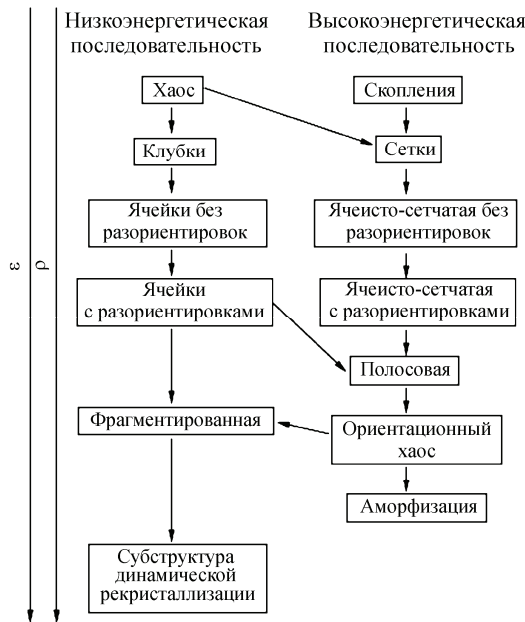 Низкоэнергетическая
последовательность
Высокоэнергетическая
последовательность
Хаос
Скопления
Клубки
Сетки
Ячейки без
разориентировок
Ячеисто-сетчатая без
разориентировок
ε
ρ
Ячейки
с разориентировками
Ячеисто-сетчатая
с разориентировками
Полосовая
Фрагментированная
Ориентационный
хаос
Аморфизация
Субструктура
динамической
рекристаллизации